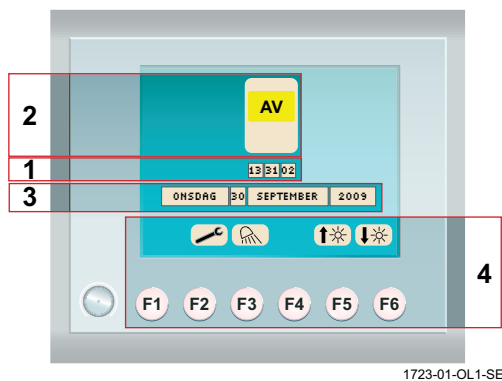 2
AV
1
13 31 02
3
ONSDAG 30 SEPTEMBER 2009
4
F1 F2 F3 F4 F5 F6
1723-01-OL1-SE